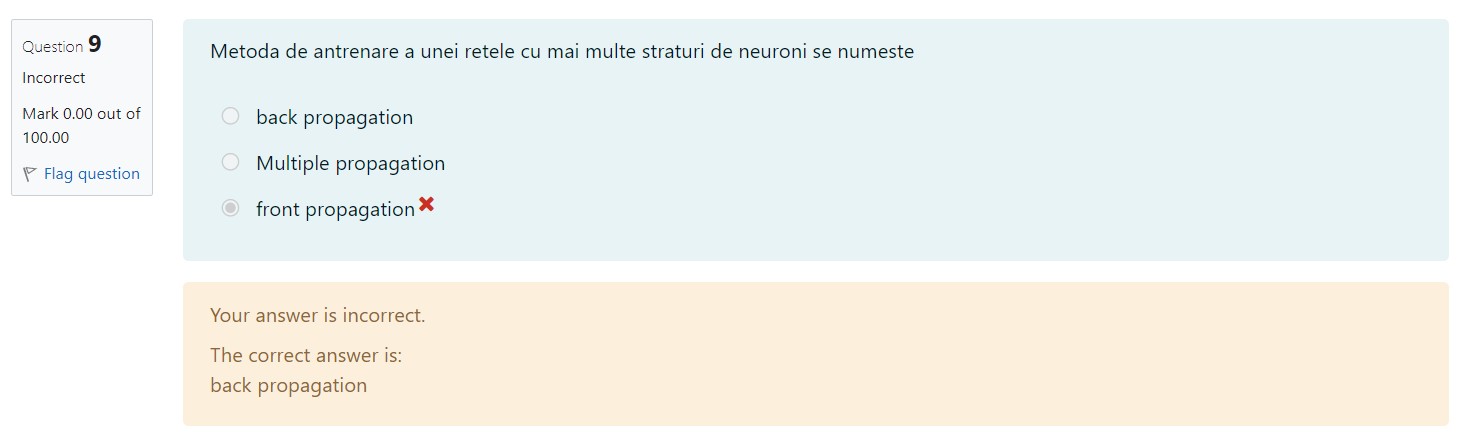 Question 9
Incorrect
Mark 0.00 out of
100.00
Flag question
Metoda de antrenare a unei retele cu mai multe straturi de neuroni se numeste
back propagation
Multiple propagation
front propagation
Your answer is incorrect.
The correct answer is:
back propagation